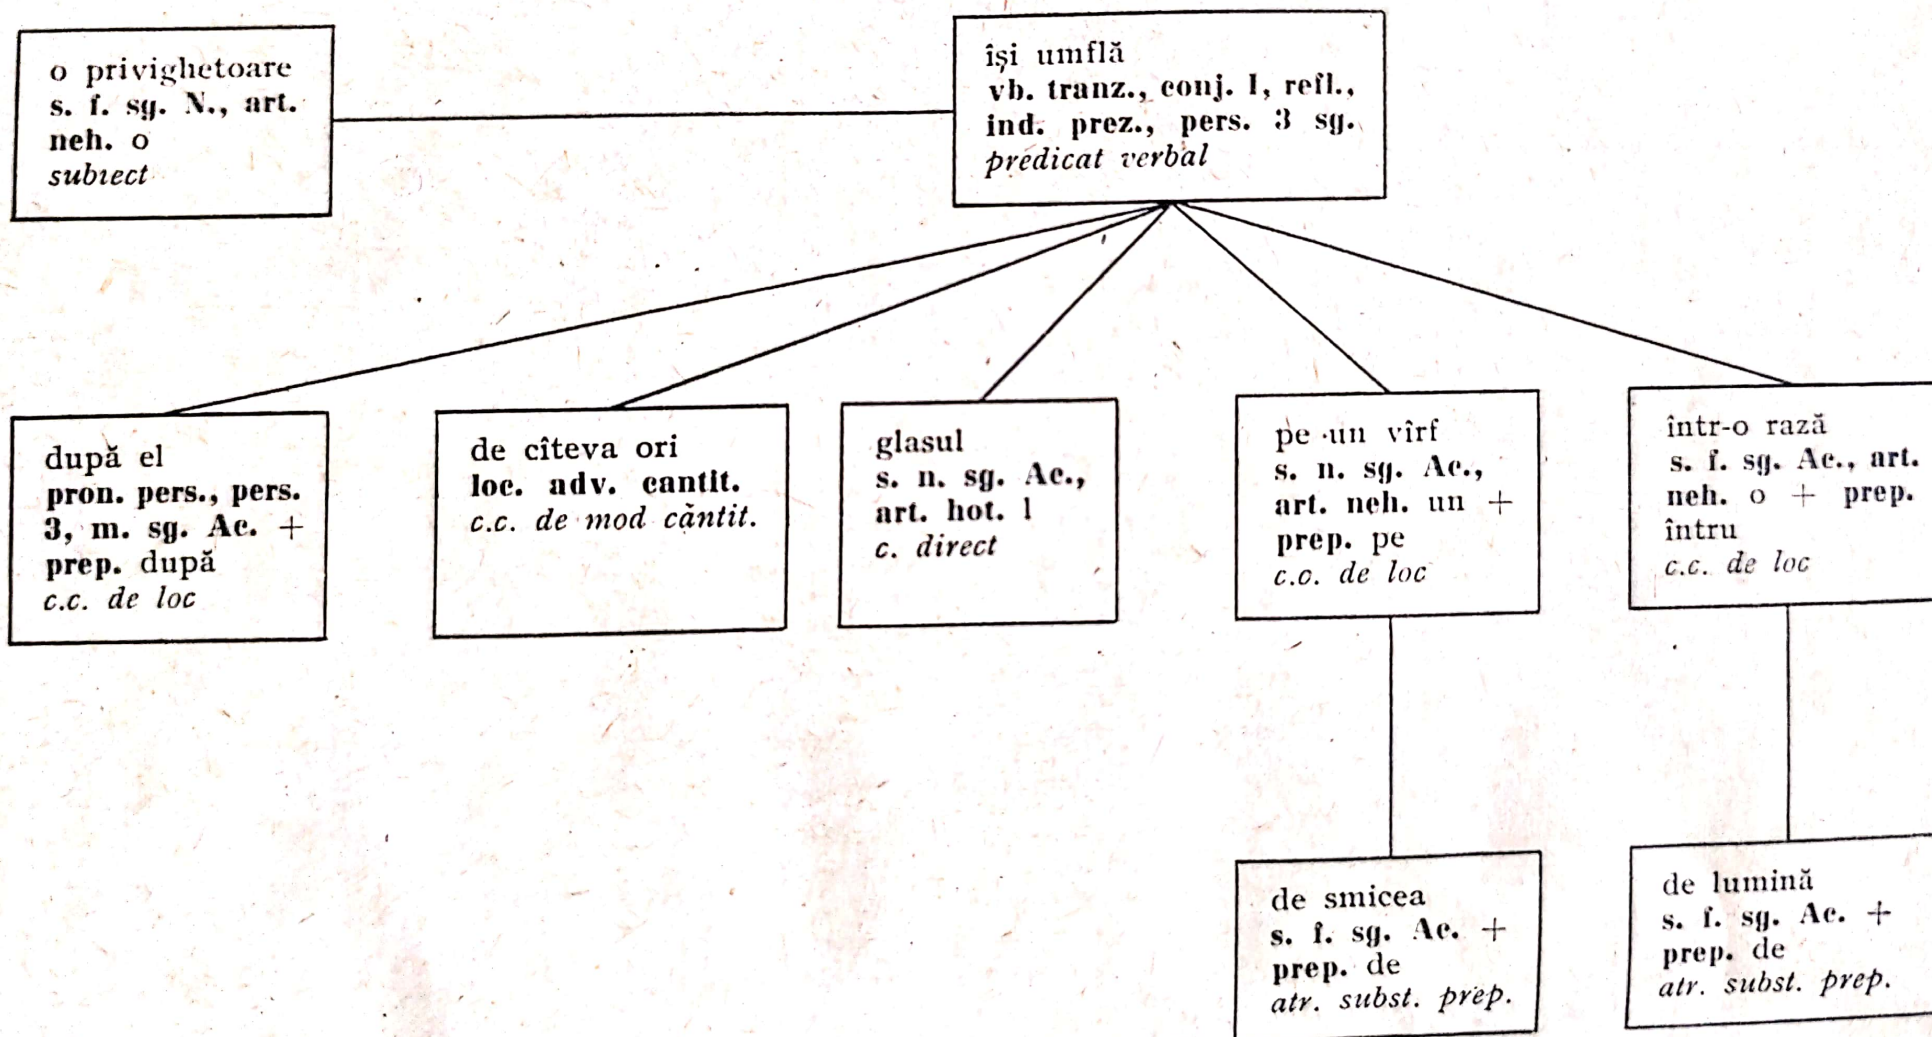 o privighetoare
s. f. sg. N., art.
neh. o
subiect
îşi umflă
vb. tranz., conj. I, refl.,
ind. prez., pers. 3 sg.
predicat verbal
după el
pron. pers., pers.
3, m. sg. Ac. +
prep. după
c.c. de loc
de cîteva ori
loc. adv. cantit.
c.c. de mod cantit.
glasul
s. n. sg. Ac.,
art. hot. l
c. direct
pe un vîrf
s. n. sg. Ac.,
art. neh. un +
prep. pe
c.c. de loc
într-o rază
s. f. sg. Ac., art.
neh. o + prep.
întru
c.c. de loc
de smicea
s. f. sg. Ac. +
prep. de
atr. subst. prep.
de lumină
s. f. sg. Ac. +
prep. de
atr. subst. prep.